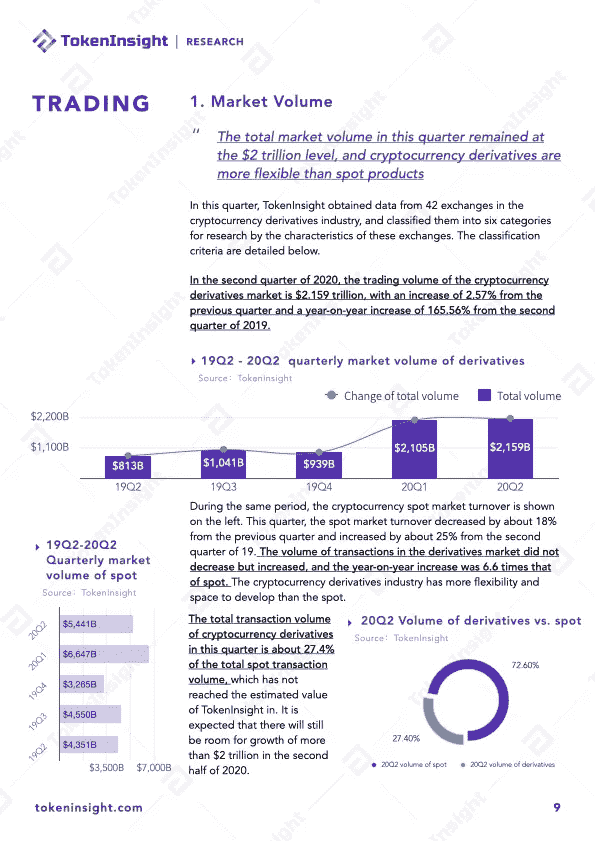 TokenInsight | RESEARCH
TRADING
1. Market Volume
" The total market volume in this quarter remained at
the $2 trillion level, and cryptocurrency derivatives are
more flexible than spot products
In this quarter, TokenInsight obtained data from 42 exchanges in the
cryptocurrency derivatives industry, and classified them into six categories
for research by the characteristics of these exchanges. The classification
criteria are detailed below.
In the second quarter of 2020, the trading volume of the cryptocurrency
derivatives market is $2.159 trillion, with an increase of 2.57% from the
previous quarter and a year-on-year increase of 165.56% from the second
quarter of 2019.
19Q2 - 20Q2 quarterly market volume of derivatives
Source: TokenInsight
Change of total volume
Total volume
$2,200B
$1,100B
$813B
$1,041B
$939B
$2,105B
$2,159B
19Q2
19Q3
19Q4
20Q1
20Q2
During the same period, the cryptocurrency spot market turnover is shown
on the left. This quarter, the spot market turnover decreased by about 18%
from the previous quarter and increased by about 25% from the second
quarter of 19. The volume of transactions in the derivatives market did not
decrease but increased, and the year-on-year increase was 6.6 times that
of spot. The cryptocurrency derivatives industry has more flexibility and
space to develop than the spot.
19Q2-20Q2
Quarterly market
volume of spot
Source: TokenInsight
20Q2
$5,441B
20Q1
$6,647B
19Q4
$3,265B
19Q3
$4,550B
19Q2
$4,351B
$3,500B
$7,000B
The total transaction volume
of cryptocurrency derivatives
in this quarter is about 27.4%
of the total spot transaction
volume, which has not
reached the estimated value
of TokenInsight in. It is
expected that there will still
be room for growth of more
than $2 trillion in the second
half of 2020.
20Q2 Volume of derivatives vs. spot
Source: TokenInsight
72.60%
27.40%
20Q2 volume of spot
20Q2 volume of derivatives
tokeninsight.com
9